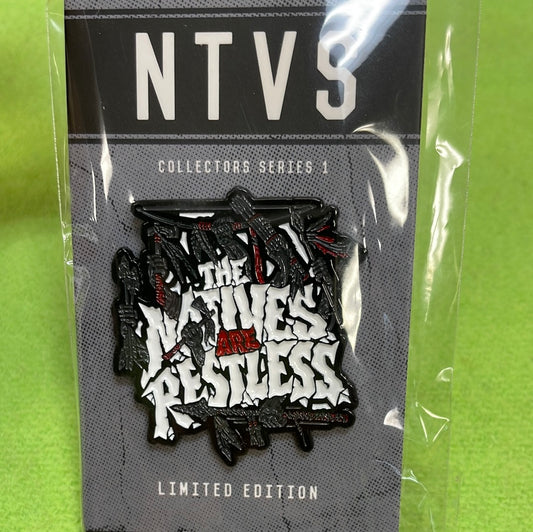 NTVS
COLLECTORS SERIES 1
THE
NATIVES
ARE
RESTLESS
LIMITED EDITION